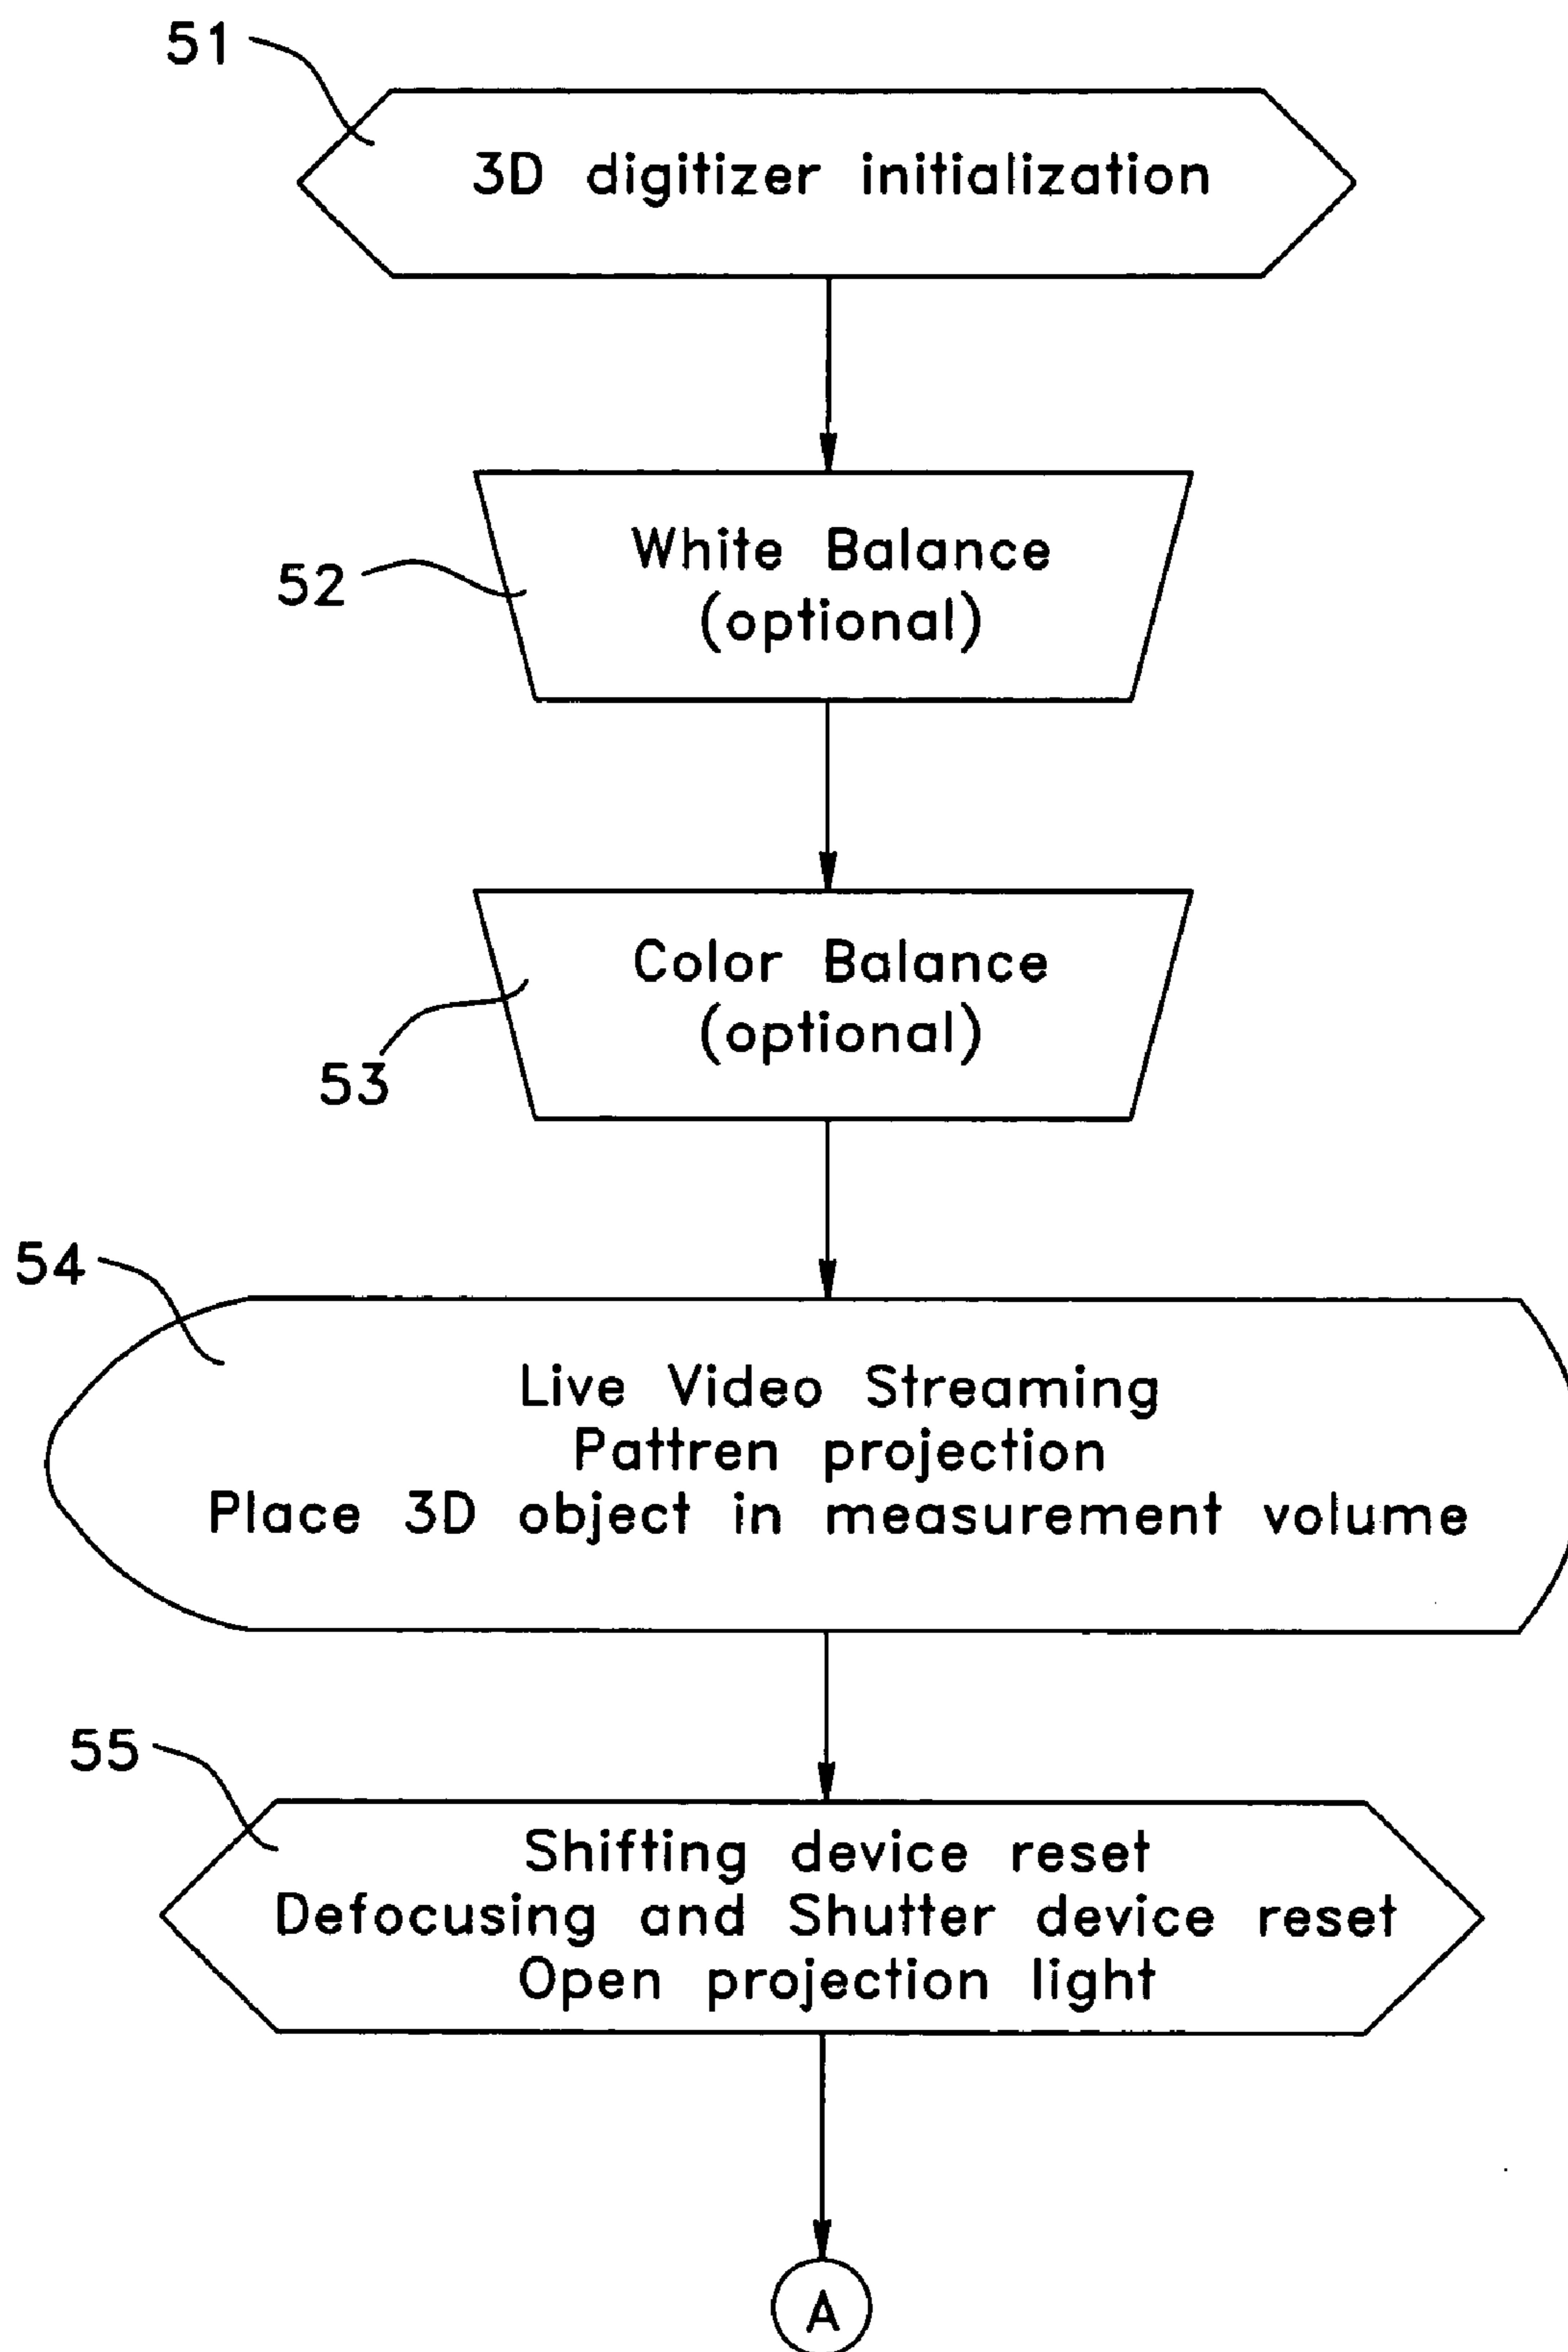 51
3D digitizer initialization
52
White Balance
(optional)
53
Color Balance
(optional)
54
Live Video Streaming
Pattren projection
Place 3D object in measurement volume
55
Shifting device reset
Defocusing and Shutter device reset
Open projection light
A